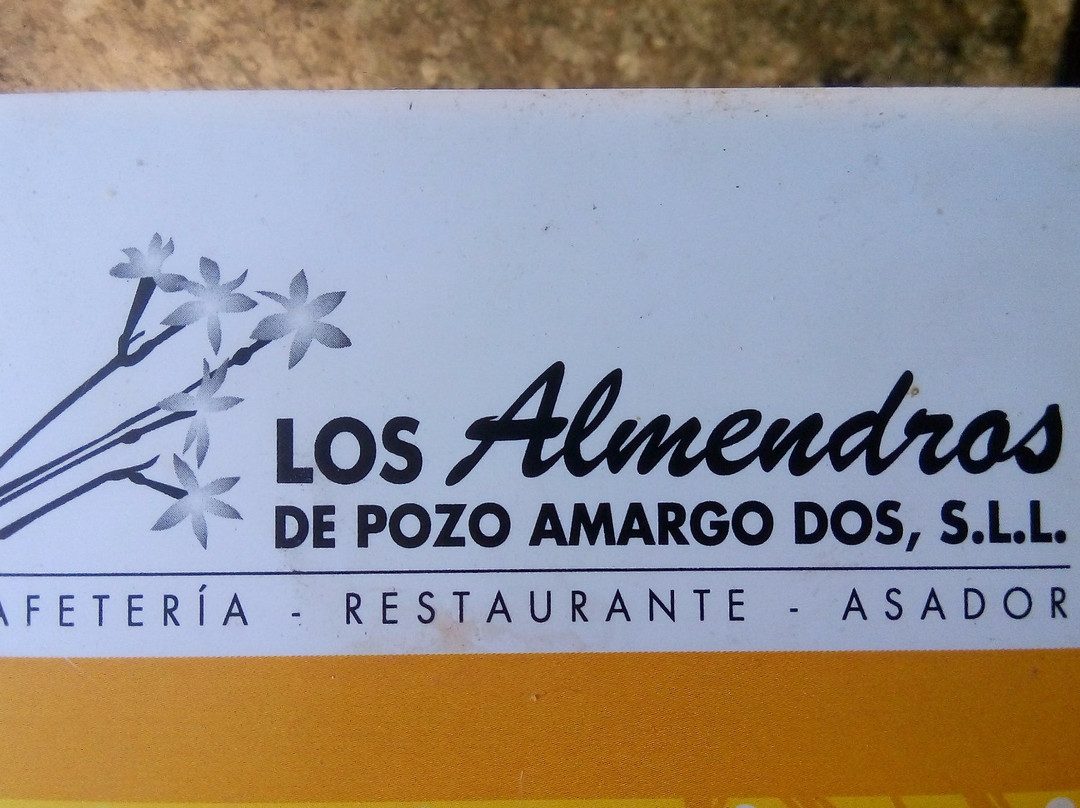 LOS Almendros
DE POZO AMARGO DOS, S.L.L.
AFETERÍA - RESTAURANTE - ASADOR